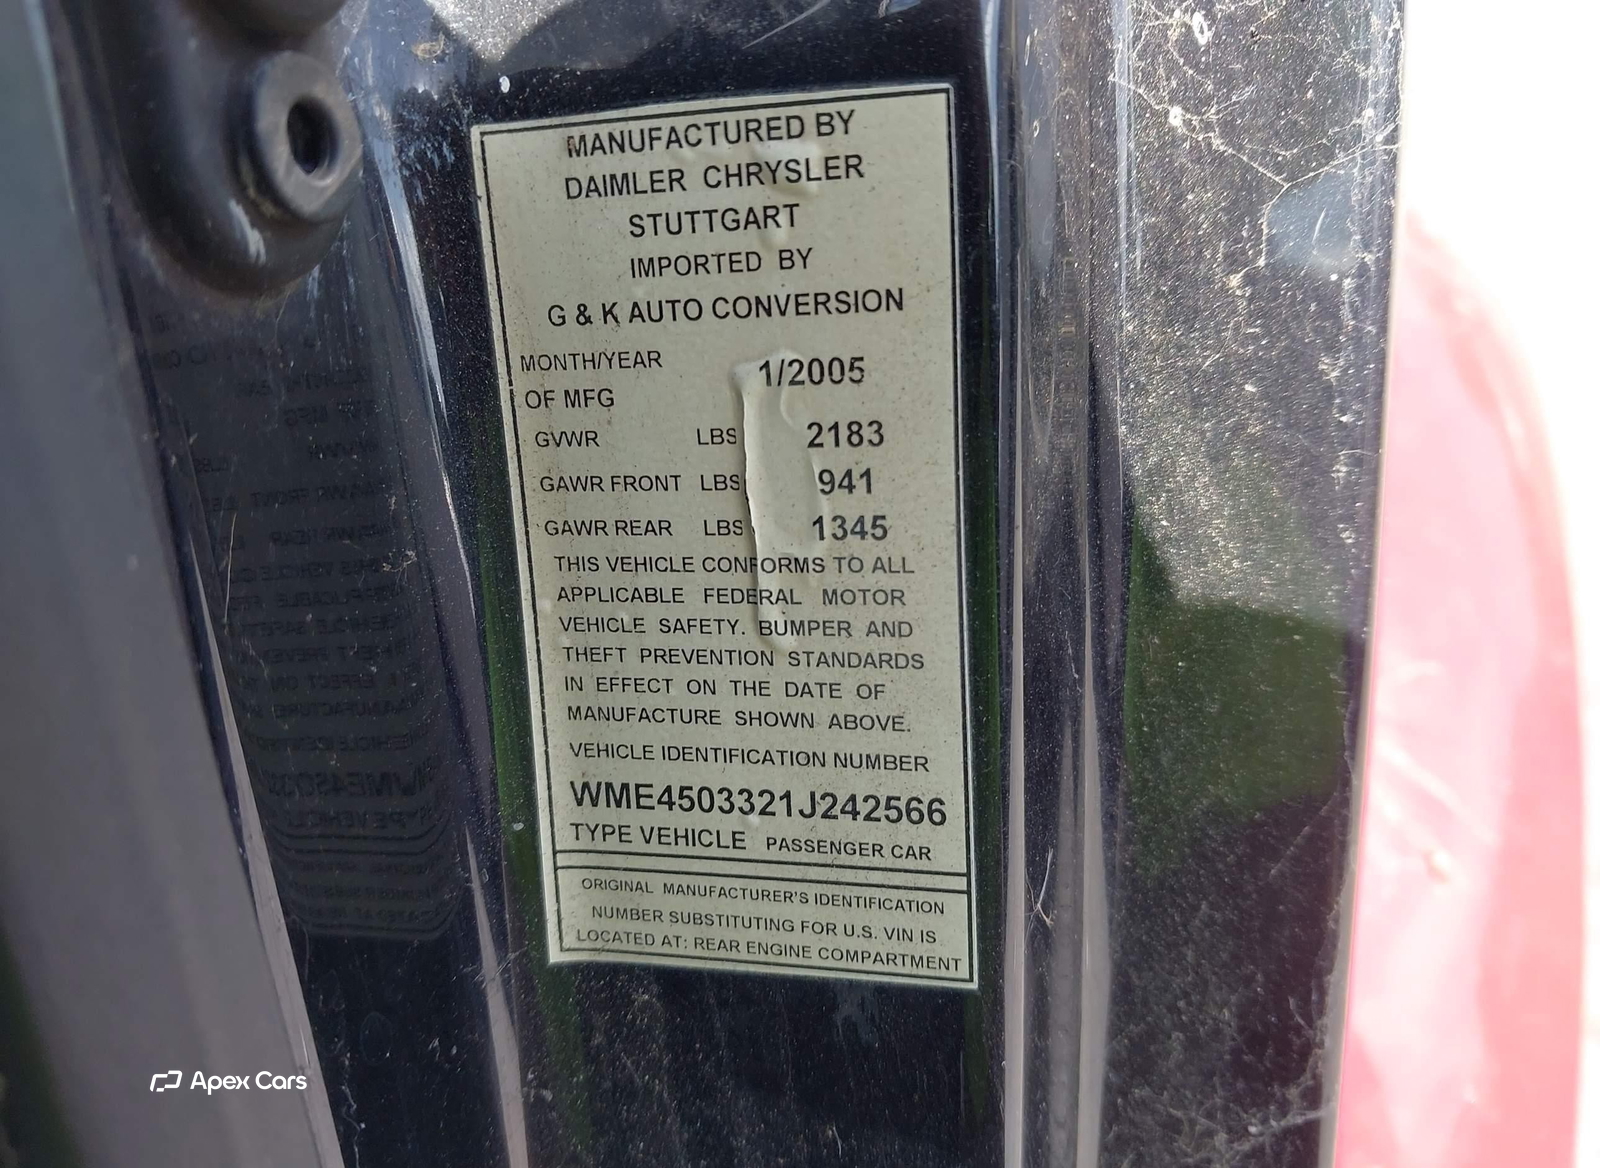 MANUFACTURED BY
DAIMLER CHRYSLER
STUTTGART
IMPORTED BY
G & K AUTO CONVERSION
MONTH/YEAR 1/2005
OF MFG
GVWR LBS 2183
GAWR FRONT LBS 941
GAWR REAR LBS 1345
THIS VEHICLE CONFORMS TO ALL
APPLICABLE FEDERAL MOTOR
VEHICLE SAFETY. BUMPER AND
THEFT PREVENTION STANDARDS
IN EFFECT ON THE DATE OF
MANUFACTURE SHOWN ABOVE.
VEHICLE IDENTIFICATION NUMBER
WME4503321J242566
TYPE VEHICLE PASSENGER CAR
ORIGINAL MANUFACTURER'S IDENTIFICATION
NUMBER SUBSTITUTING FOR U.S. VIN IS
LOCATED AT: REAR ENGINE COMPARTMENT
Apex Cars